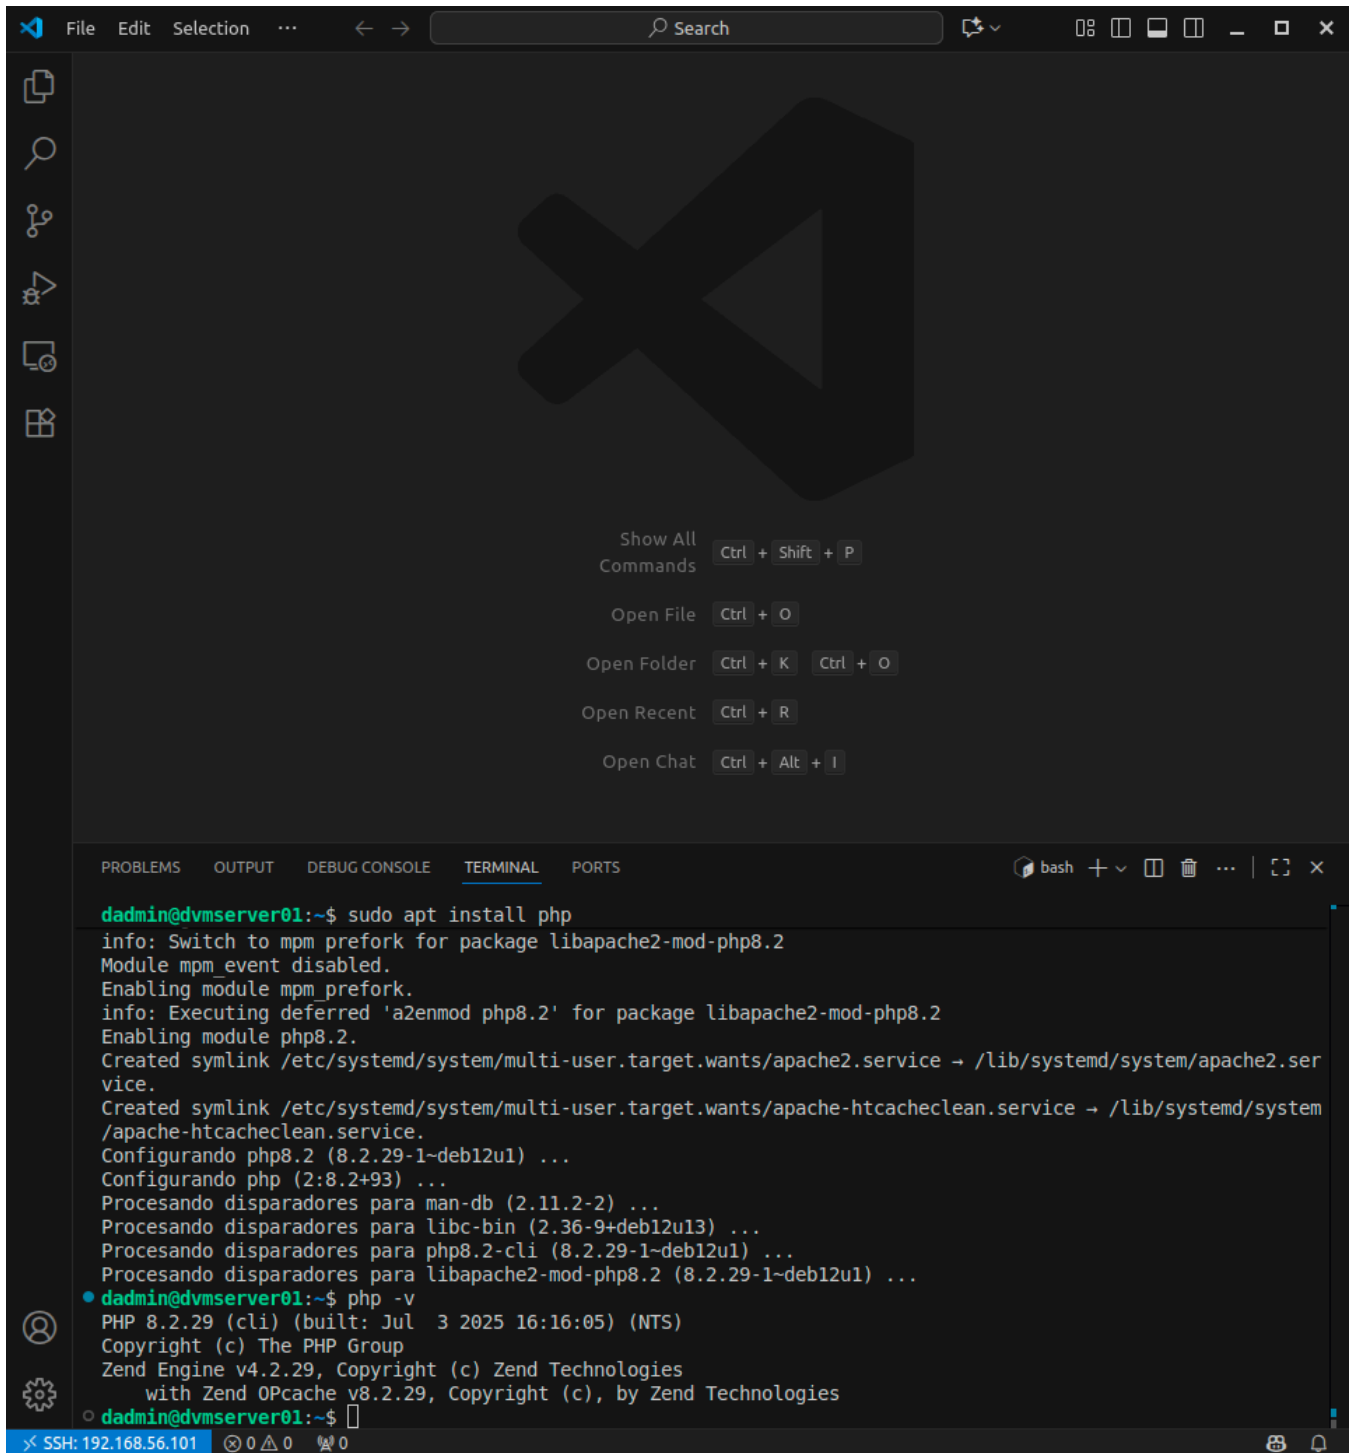 File Edit Selection ··· Search
Show All
Commands Ctrl + Shift + P
Open File Ctrl + O
Open Folder Ctrl + K Ctrl + O
Open Recent Ctrl + R
Open Chat Ctrl + Alt + I
PROBLEMS OUTPUT DEBUG CONSOLE TERMINAL PORTS bash
dadmin@dvmserver01:~$ sudo apt install php
info: Switch to mpm prefork for package libapache2-mod-php8.2
Module mpm_event disabled.
Enabling module mpm_prefork.
info: Executing deferred 'a2enmod php8.2' for package libapache2-mod-php8.2
Enabling module php8.2.
Created symlink /etc/systemd/system/multi-user.target.wants/apache2.service → /lib/systemd/system/apache2.ser
vice.
Created symlink /etc/systemd/system/multi-user.target.wants/apache-htcacheclean.service → /lib/systemd/system
/apache-htcacheclean.service.
Configurando php8.2 (8.2.29-1~deb12u1) ...
Configurando php (2:8.2+93) ...
Procesando disparadores para man-db (2.11.2-2) ...
Procesando disparadores para libc-bin (2.36-9+deb12u13) ...
Procesando disparadores para php8.2-cli (8.2.29-1~deb12u1) ...
Procesando disparadores para libapache2-mod-php8.2 (8.2.29-1~deb12u1) ...
dadmin@dvmserver01:~$ php -v
PHP 8.2.29 (cli) (built: Jul  3 2025 16:16:05) (NTS)
Copyright (c) The PHP Group
Zend Engine v4.2.29, Copyright (c) Zend Technologies
    with Zend OPcache v8.2.29, Copyright (c), by Zend Technologies
dadmin@dvmserver01:~$
SSH: 192.168.56.101 0 0 0